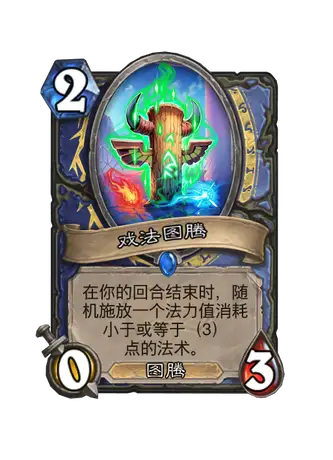 2
戏法图腾
在你的回合结束时，随
机施放一个法力值消耗
小于或等于（3）
点的法术。
0
图腾
3